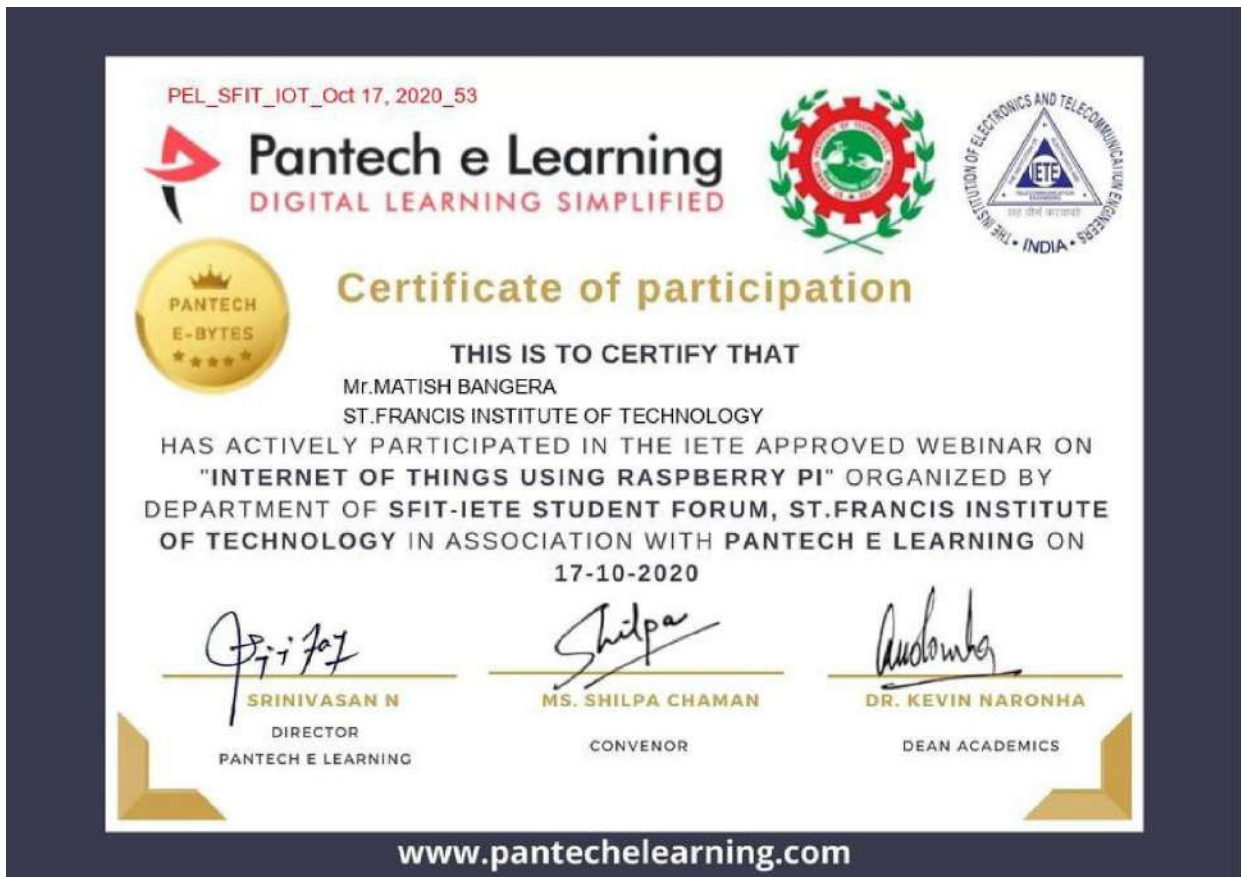 PEL_SFIT_IOT_Oct 17, 2020_53
Pantech e Learning
DIGITAL LEARNING SIMPLIFIED
THE INSTITUTION OF ELECTRONICS AND TELECOMMUNICATION ENGINEERS
IETE
INDIA
PANTECH
E-BYTES
Certificate of participation
THIS IS TO CERTIFY THAT
Mr.MATISH BANGERA
ST.FRANCIS INSTITUTE OF TECHNOLOGY
HAS ACTIVELY PARTICIPATED IN THE IETE APPROVED WEBINAR ON
"INTERNET OF THINGS USING RASPBERRY PI" ORGANIZED BY
DEPARTMENT OF SFIT-IETE STUDENT FORUM, ST.FRANCIS INSTITUTE
OF TECHNOLOGY IN ASSOCIATION WITH PANTECH E LEARNING ON
17-10-2020
Shilpa
SRINIVASAN N
MS. SHILPA CHAMAN
DR. KEVIN NARONHA
DIRECTOR
CONVENOR
DEAN ACADEMICS
PANTECH E LEARNING
www.pantechelearning.com